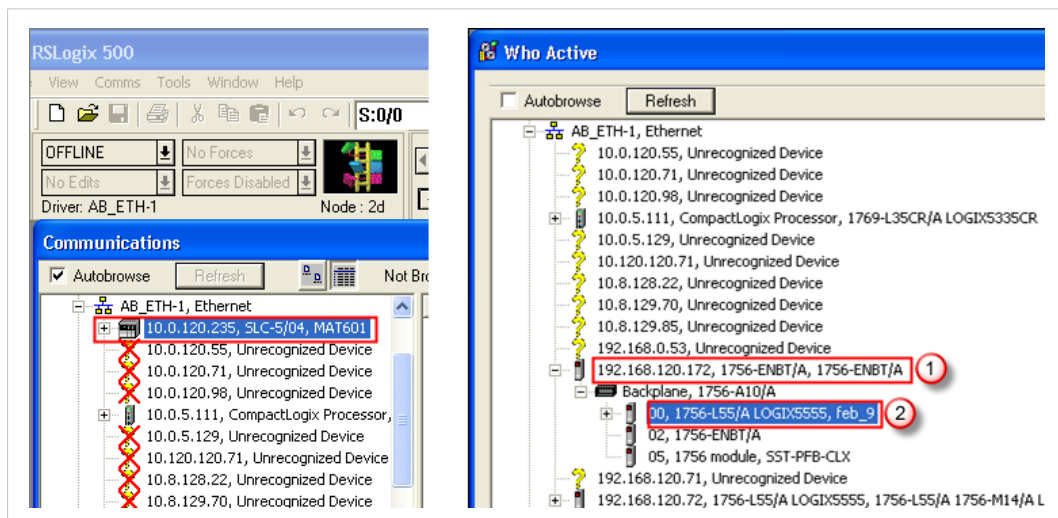 RSLogix 500
View Comms Tools Window Help
S:0/0
OFFLINE No Forces
No Edits Forces Disabled
Driver: AB_ETH-1 Node : 2d
Communications
Autobrowse Refresh Not Br
AB_ETH-1, Ethernet
10.0.120.235, SLC-5/04, MAT601
10.0.120.55, Unrecognized Device
10.0.120.71, Unrecognized Device
10.0.120.98, Unrecognized Device
10.0.5.111, CompactLogix Processor,
10.0.5.129, Unrecognized Device
10.120.120.71, Unrecognized Device
10.8.128.22, Unrecognized Device
10.8.129.70, Unrecognized Device
Who Active
Autobrowse Refresh
AB_ETH-1, Ethernet
10.0.120.55, Unrecognized Device
10.0.120.71, Unrecognized Device
10.0.120.98, Unrecognized Device
10.0.5.111, CompactLogix Processor, 1769-L35CR/A LOGIX5335CR
10.0.5.129, Unrecognized Device
10.120.120.71, Unrecognized Device
10.8.128.22, Unrecognized Device
10.8.129.70, Unrecognized Device
10.8.129.85, Unrecognized Device
192.168.0.53, Unrecognized Device
192.168.120.172, 1756-ENBT/A, 1756-ENBT/A 1
Backplane, 1756-A10/A
00, 1756-L55/A LOGIX5555, feb_9 2
02, 1756-ENBT/A
05, 1756 module, SST-PFB-CLX
192.168.120.71, Unrecognized Device
192.168.120.72, 1756-L55/A LOGIX5555, 1756-L55/A 1756-M14/A L